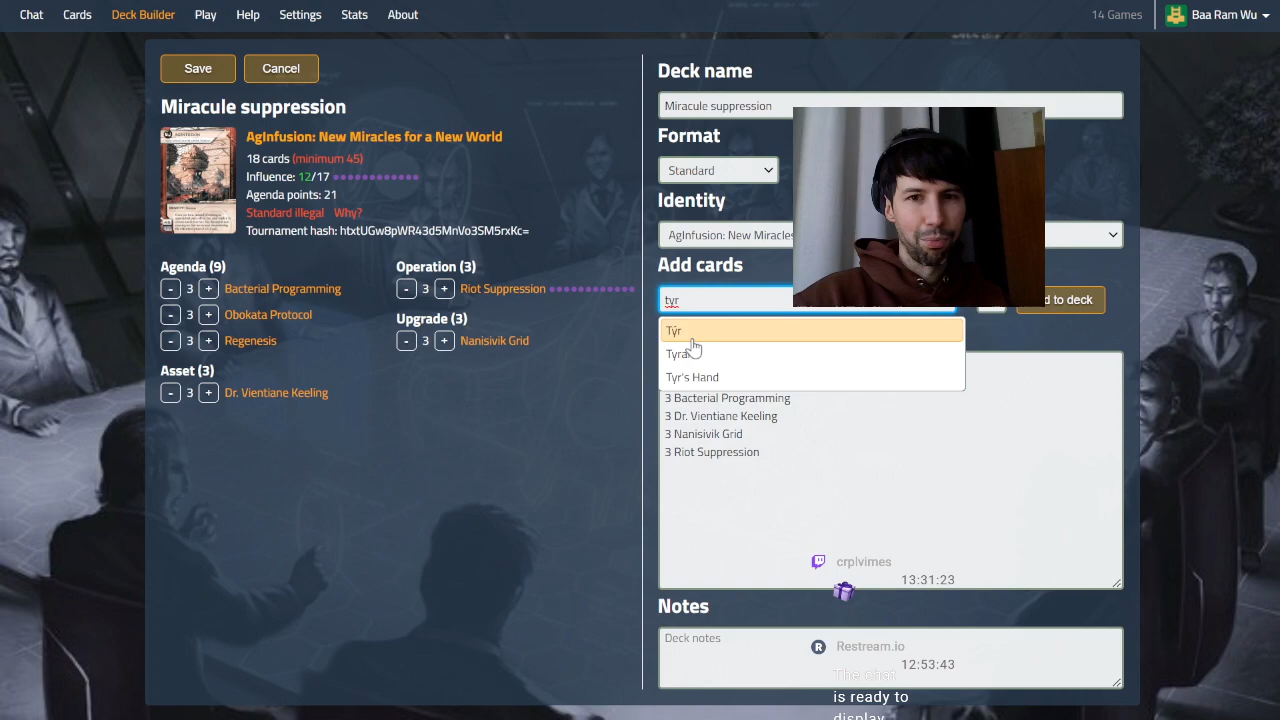 Chat Cards Deck Builder Play Help Settings Stats About 14 Games Baa Ram Wu
Save Cancel
Miracule suppression
AgInfusion: New Miracles for a New World
18 cards (minimum 45)
Influence: 12/17
Agenda points: 21
Standard illegal Why?
Tournament hash: htxtUGw8pWR43d5MnVo3SM5rxKc=
Agenda (9)
- 3 + Bacterial Programming
- 3 + Obokata Protocol
- 3 + Regenesis
Asset (3)
- 3 + Dr. Vientiane Keeling
Operation (3)
- 3 + Riot Suppression
Upgrade (3)
- 3 + Nanisivik Grid
Deck name
Miracule suppression
Format
Standard
Identity
AgInfusion: New Miracles
Add cards
tyr
to deck
Týr
Tyr's Hand
3 Bacterial Programming
3 Dr. Vientiane Keeling
3 Nanisivik Grid
3 Riot Suppression
crplvimes
13:31:23
Notes
Deck notes
Restream.io
12:53:43
The chat
is ready to
display